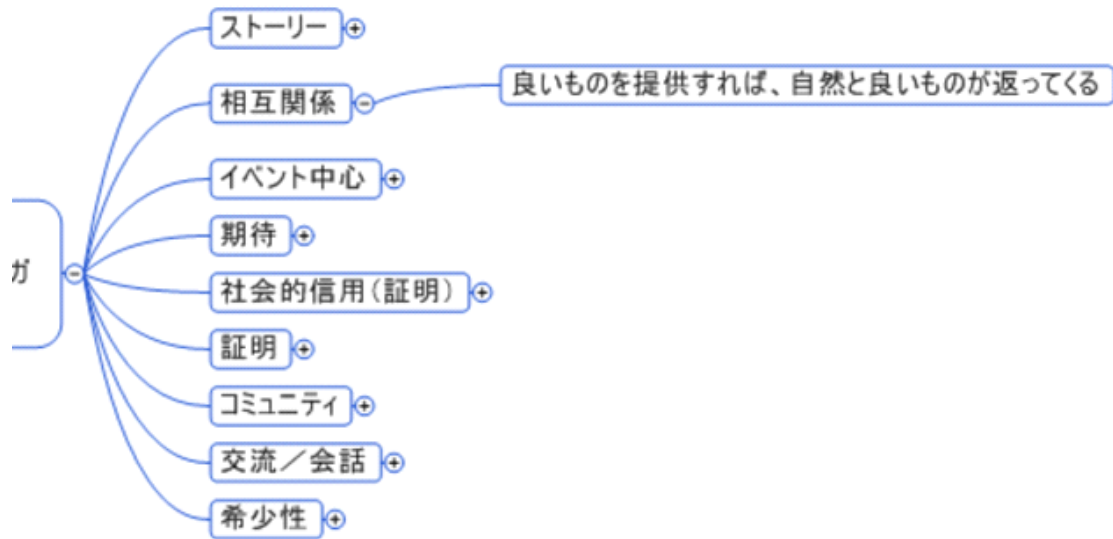 ストーリー
相互関係
良いものを提供すれば、自然と良いものが返ってくる
イベント中心
期待
ガ
社会的信用(証明)
証明
コミュニティ
交流／会話
希少性